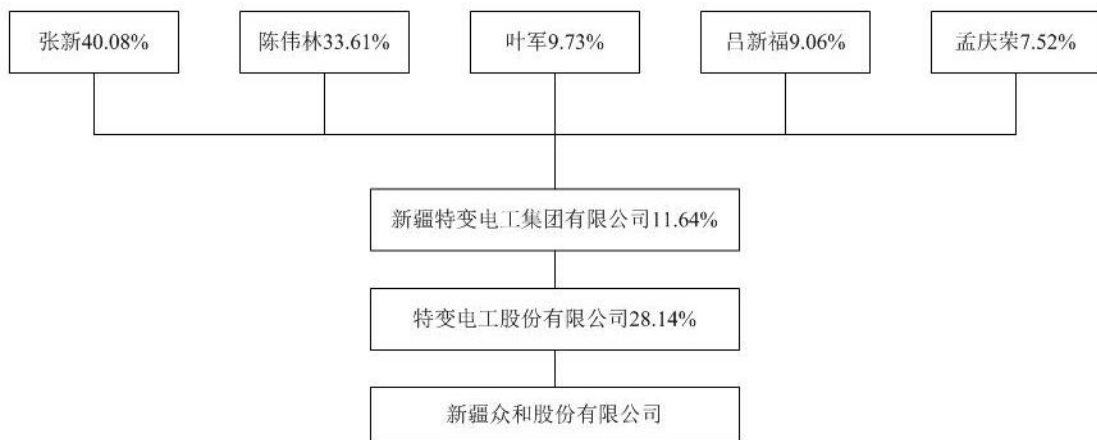 张新40.08%
陈伟林33.61%
叶军9.73%
吕新福9.06%
孟庆荣7.52%
新疆特变电工集团有限公司11.64%
特变电工股份有限公司28.14%
新疆众和股份有限公司